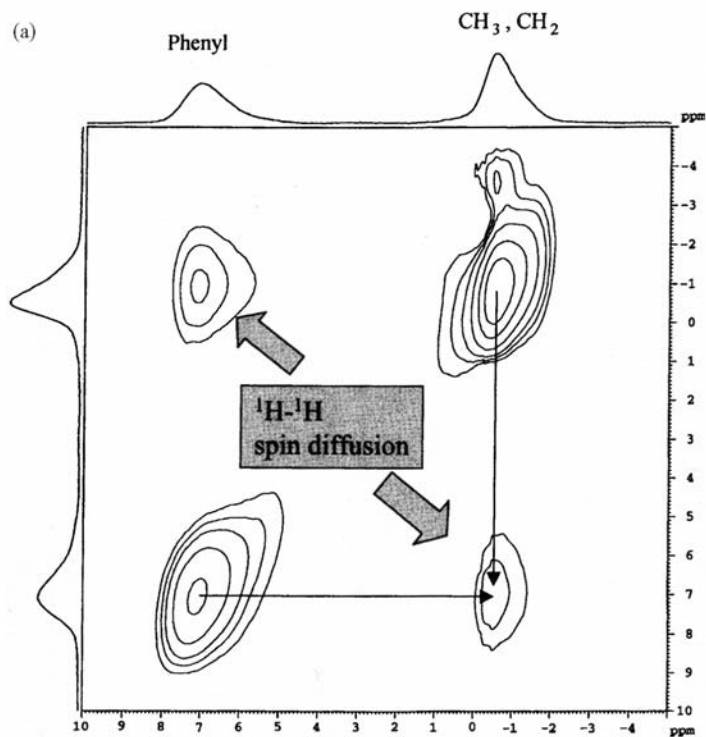 (a)
Phenyl
CH₃ , CH₂
ppm
-4
-3
-2
-1
0
1
2
3
4
5
6
7
8
9
10
¹H-¹H
spin diffusion
10 9 8 7 6 5 4 3 2 1 0 -1 -2 -3 -4 ppm